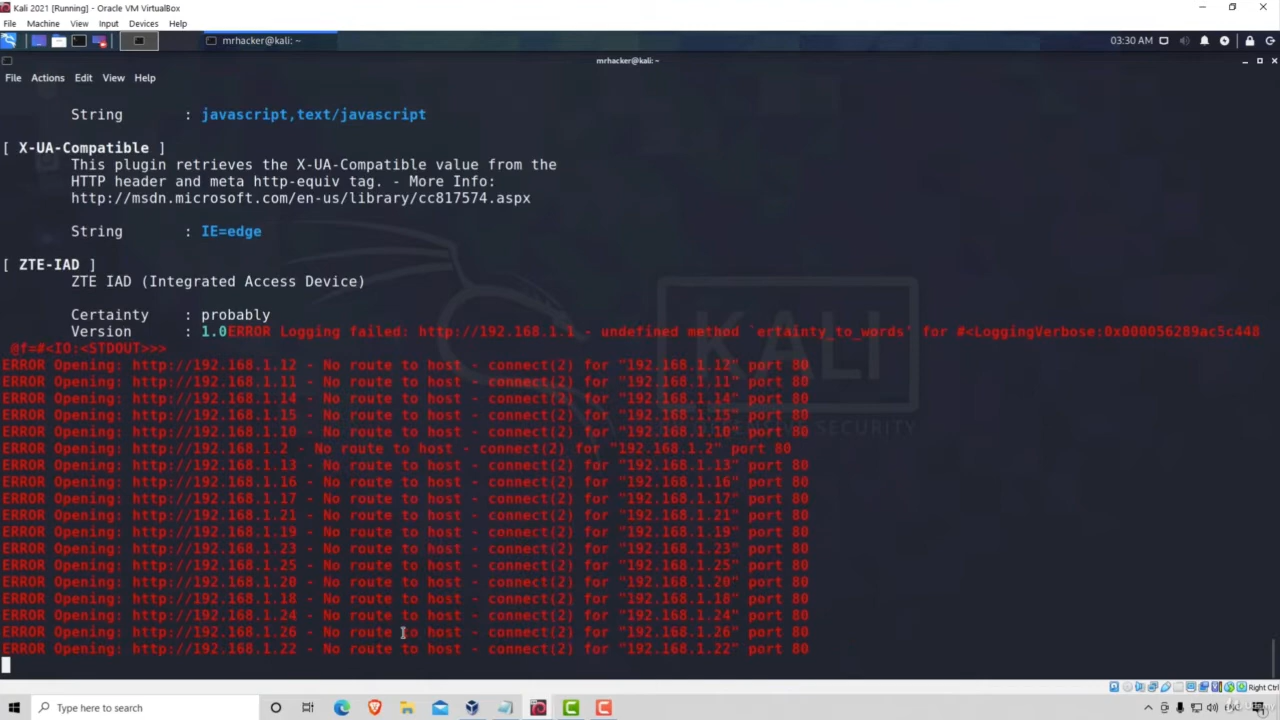 Kali 2021 [Running] - Oracle VM VirtualBox
File Machine View Input Devices Help
mrhacker@kali: ~
03:30 AM
mrhacker@kali: ~
File Actions Edit View Help
String : javascript,text/javascript
[ X-UA-Compatible ]
This plugin retrieves the X-UA-Compatible value from the
HTTP header and meta http-equiv tag. - More Info:
http://msdn.microsoft.com/en-us/library/cc817574.aspx
String : IE=edge
[ ZTE-IAD ]
ZTE IAD (Integrated Access Device)
Certainty : probably
Version : 1.0ERROR Logging failed: http://192.168.1.1 - undefined method `ertainty_to_words' for #<LoggingVerbose:0x000056289ac5c448
@f=#<IO:<STDOUT>>>
ERROR Opening: http://192.168.1.12 - No route to host - connect(2) for "192.168.1.12" port 80
ERROR Opening: http://192.168.1.11 - No route to host - connect(2) for "192.168.1.11" port 80
ERROR Opening: http://192.168.1.14 - No route to host - connect(2) for "192.168.1.14" port 80
ERROR Opening: http://192.168.1.15 - No route to host - connect(2) for "192.168.1.15" port 80
ERROR Opening: http://192.168.1.10 - No route to host - connect(2) for "192.168.1.10" port 80
ERROR Opening: http://192.168.1.2 - No route to host - connect(2) for "192.168.1.2" port 80
ERROR Opening: http://192.168.1.13 - No route to host - connect(2) for "192.168.1.13" port 80
ERROR Opening: http://192.168.1.16 - No route to host - connect(2) for "192.168.1.16" port 80
ERROR Opening: http://192.168.1.17 - No route to host - connect(2) for "192.168.1.17" port 80
ERROR Opening: http://192.168.1.21 - No route to host - connect(2) for "192.168.1.21" port 80
ERROR Opening: http://192.168.1.19 - No route to host - connect(2) for "192.168.1.19" port 80
ERROR Opening: http://192.168.1.23 - No route to host - connect(2) for "192.168.1.23" port 80
ERROR Opening: http://192.168.1.25 - No route to host - connect(2) for "192.168.1.25" port 80
ERROR Opening: http://192.168.1.20 - No route to host - connect(2) for "192.168.1.20" port 80
ERROR Opening: http://192.168.1.18 - No route to host - connect(2) for "192.168.1.18" port 80
ERROR Opening: http://192.168.1.24 - No route to host - connect(2) for "192.168.1.24" port 80
ERROR Opening: http://192.168.1.26 - No route to host - connect(2) for "192.168.1.26" port 80
ERROR Opening: http://192.168.1.22 - No route to host - connect(2) for "192.168.1.22" port 80
KALI
SECURITY
Right Ctrl
Type here to search